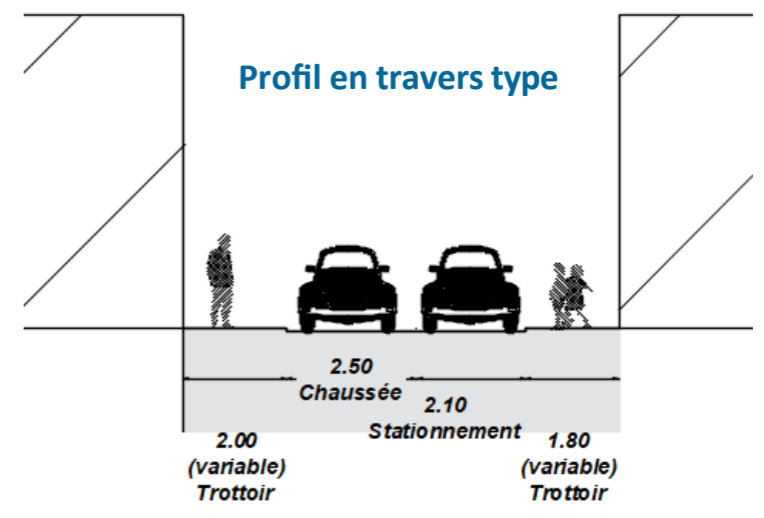 Profil en travers type
2.50
Chaussée
2.10
Stationnement
2.00
(variable)
Trottoir
1.80
(variable)
Trottoir